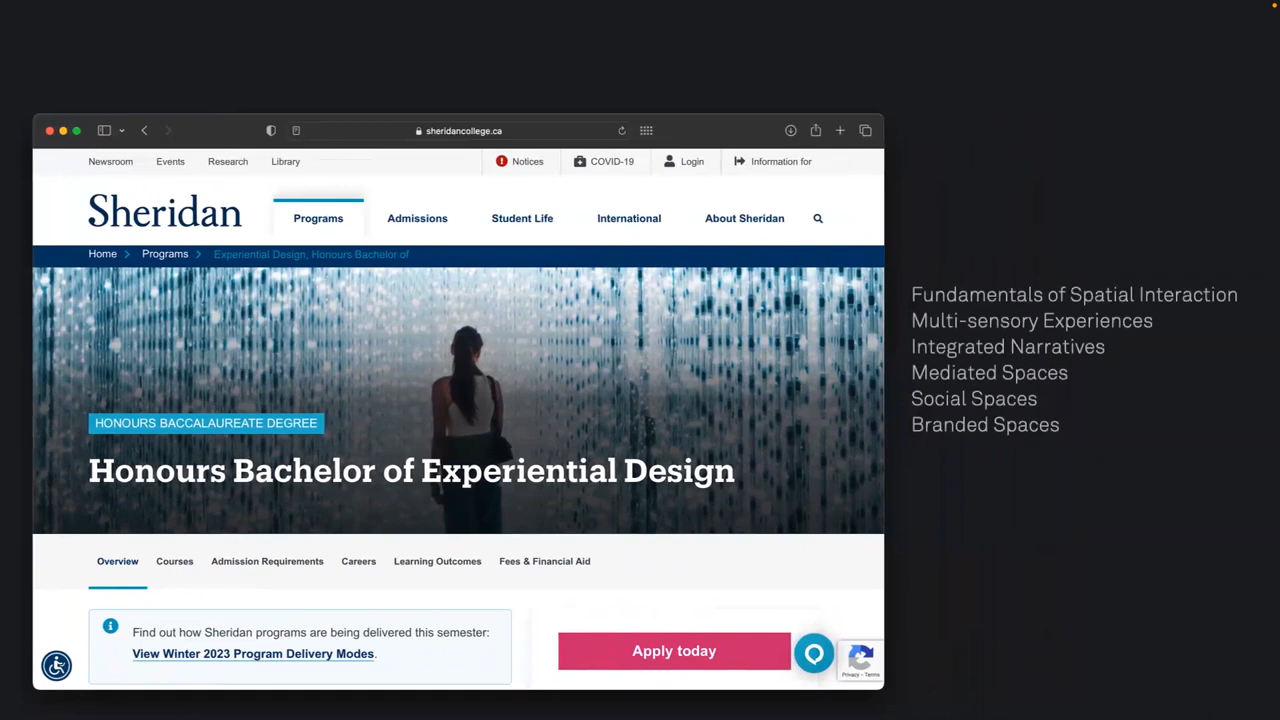 sheridancollege.ca
Newsroom Events Research Library Notices COVID-19 Login Information for
Sheridan Programs Admissions Student Life International About Sheridan
Home Programs Experiential Design, Honours Bachelor of
HONOURS BACCALAUREATE DEGREE
Honours Bachelor of Experiential Design
Overview Courses Admission Requirements Careers Learning Outcomes Fees & Financial Aid
Find out how Sheridan programs are being delivered this semester:
View Winter 2023 Program Delivery Modes.
Apply today
Privacy - Terms
Fundamentals of Spatial Interaction
Multi-sensory Experiences
Integrated Narratives
Mediated Spaces
Social Spaces
Branded Spaces